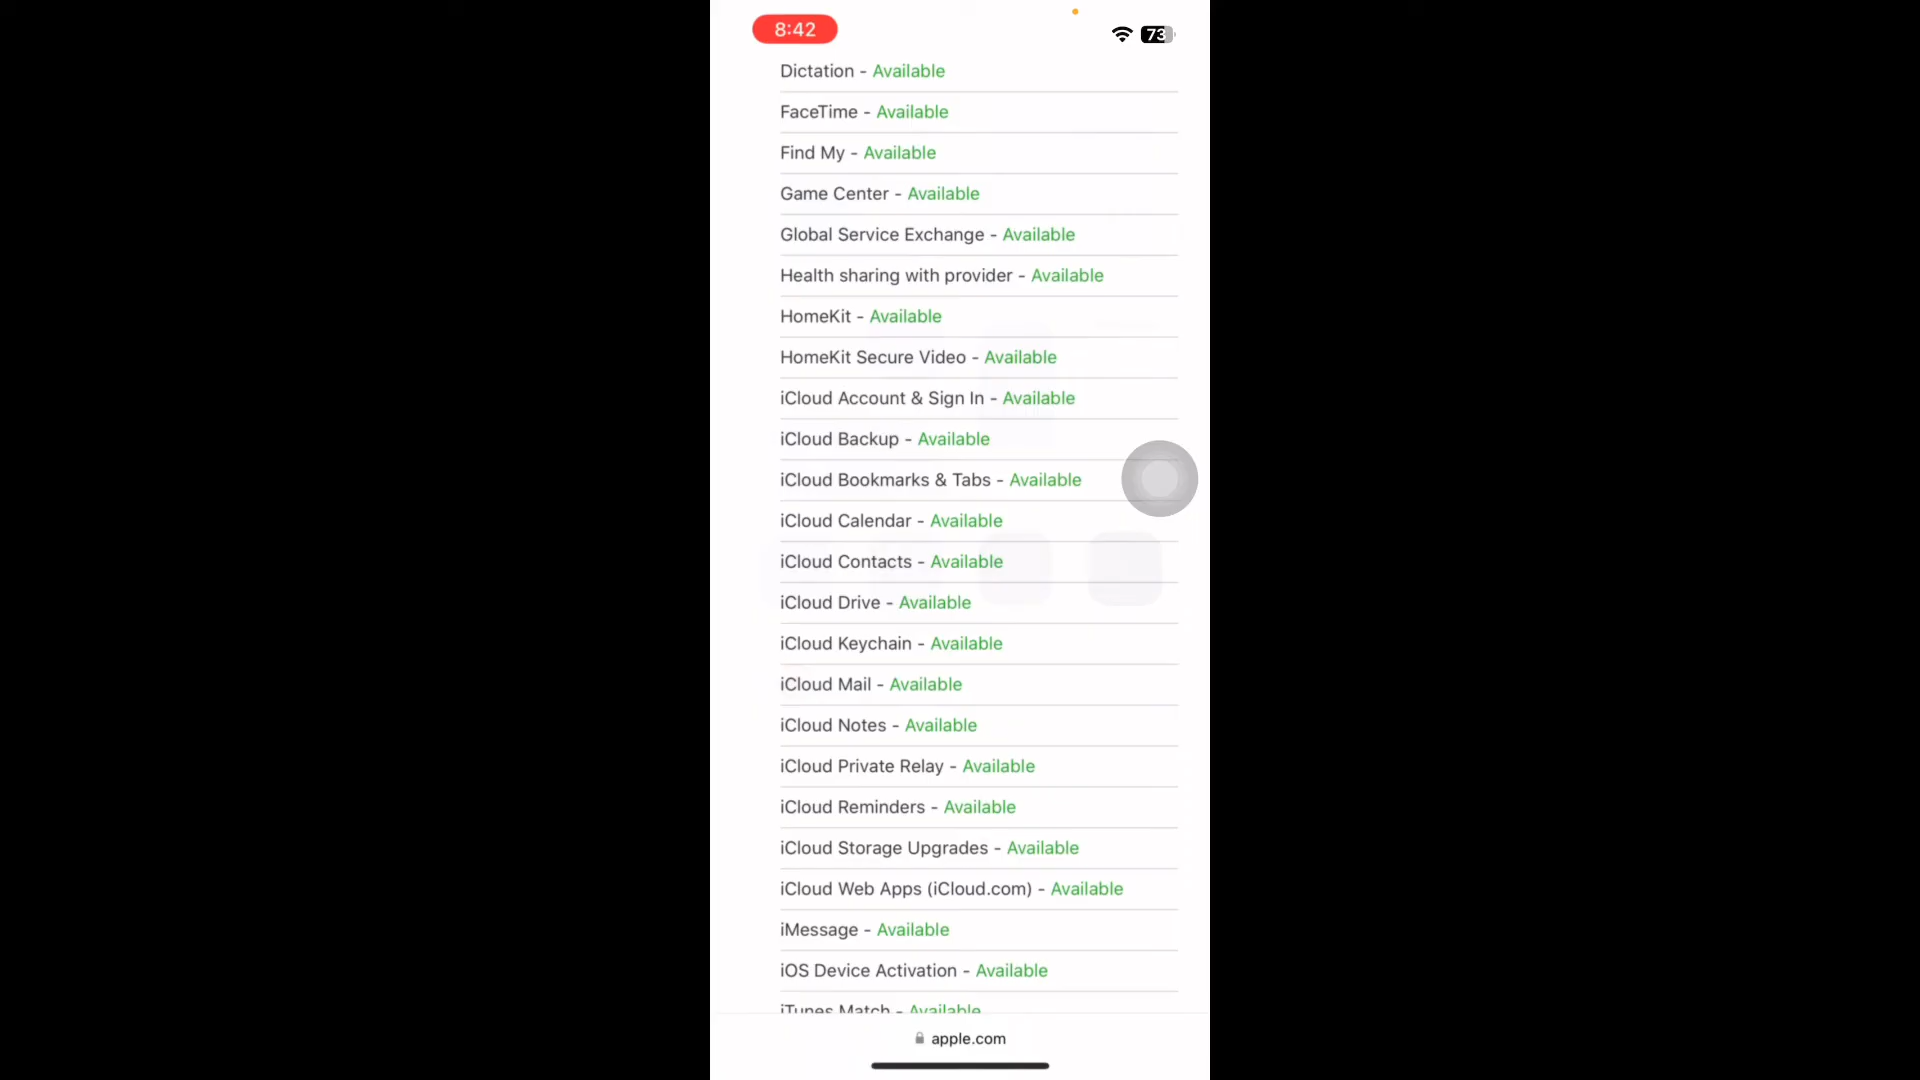 8:42
73
Dictation - Available
FaceTime - Available
Find My - Available
Game Center - Available
Global Service Exchange - Available
Health sharing with provider - Available
HomeKit - Available
HomeKit Secure Video - Available
iCloud Account & Sign In - Available
iCloud Backup - Available
iCloud Bookmarks & Tabs - Available
iCloud Calendar - Available
iCloud Contacts - Available
iCloud Drive - Available
iCloud Keychain - Available
iCloud Mail - Available
iCloud Notes - Available
iCloud Private Relay - Available
iCloud Reminders - Available
iCloud Storage Upgrades - Available
iCloud Web Apps (iCloud.com) - Available
iMessage - Available
iOS Device Activation - Available
iTunes Match - Available
apple.com